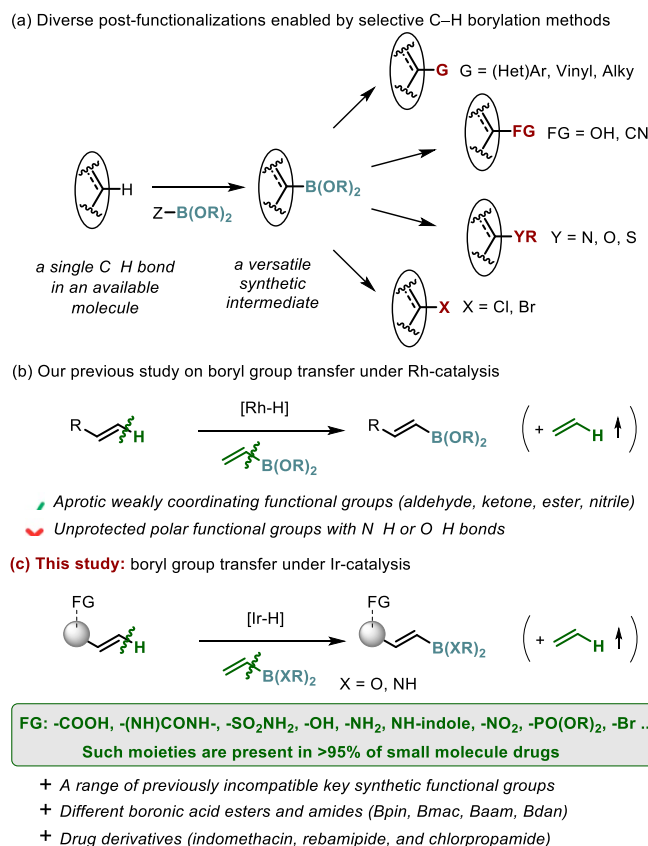 (a) Diverse post-functionalizations enabled by selective C–H borylation methods
G G = (Het)Ar, Vinyl, Alky
FG FG = OH, CN
H
Z–B(OR)2
B(OR)2
YR Y = N, O, S
a single C H bond
in an available
molecule
a versatile
synthetic
intermediate
X X = Cl, Br
(b) Our previous study on boryl group transfer under Rh-catalysis
R H
[Rh-H]
B(OR)2
R B(OR)2
( + H )
Aprotic weakly coordinating functional groups (aldehyde, ketone, ester, nitrile)
Unprotected polar functional groups with N H or O H bonds
(c) This study: boryl group transfer under Ir-catalysis
FG
H
[Ir-H]
B(XR)2
X = O, NH
FG
B(XR)2
( + H )
FG: -COOH, -(NH)CONH-, -SO2NH2, -OH, -NH2, NH-indole, -NO2, -PO(OR)2, -Br ..
Such moieties are present in >95% of small molecule drugs
+ A range of previously incompatible key synthetic functional groups
+ Different boronic acid esters and amides (Bpin, Bmac, Baam, Bdan)
+ Drug derivatives (indomethacin, rebamipide, and chlorpropamide)